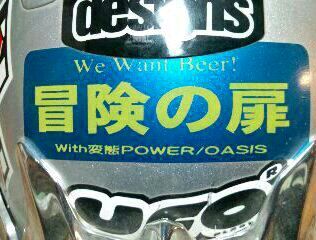 designs
We Want Beer!
冒険の扉
With変態POWER/OASIS